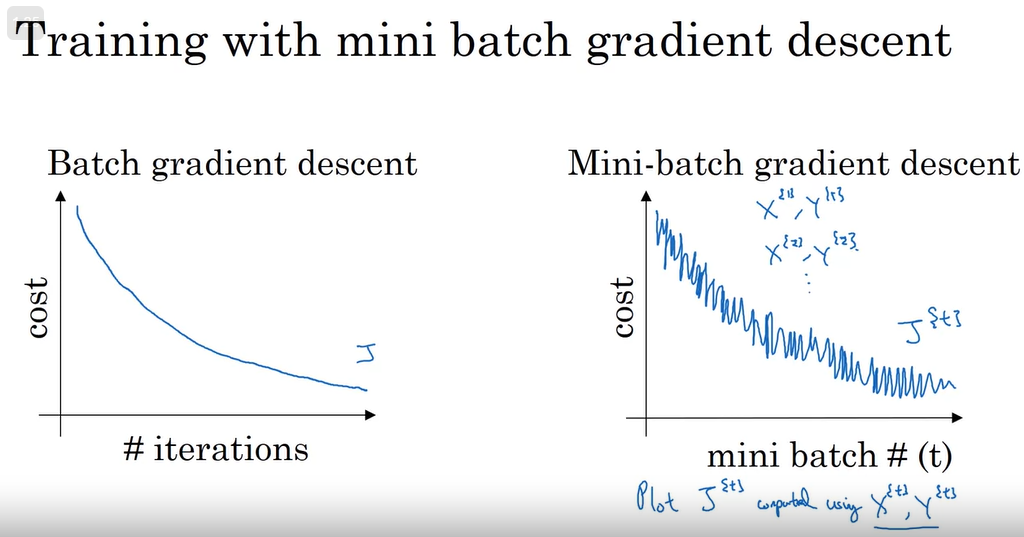 Training with mini batch gradient descent
Batch gradient descent
cost
J
# iterations
Mini-batch gradient descent
X^{1}, Y^{1}
X^{2}, Y^{2}.
⋮
cost
J^{t}
mini batch # (t)
Plot J^{t} computed using X^{t}, Y^{t}